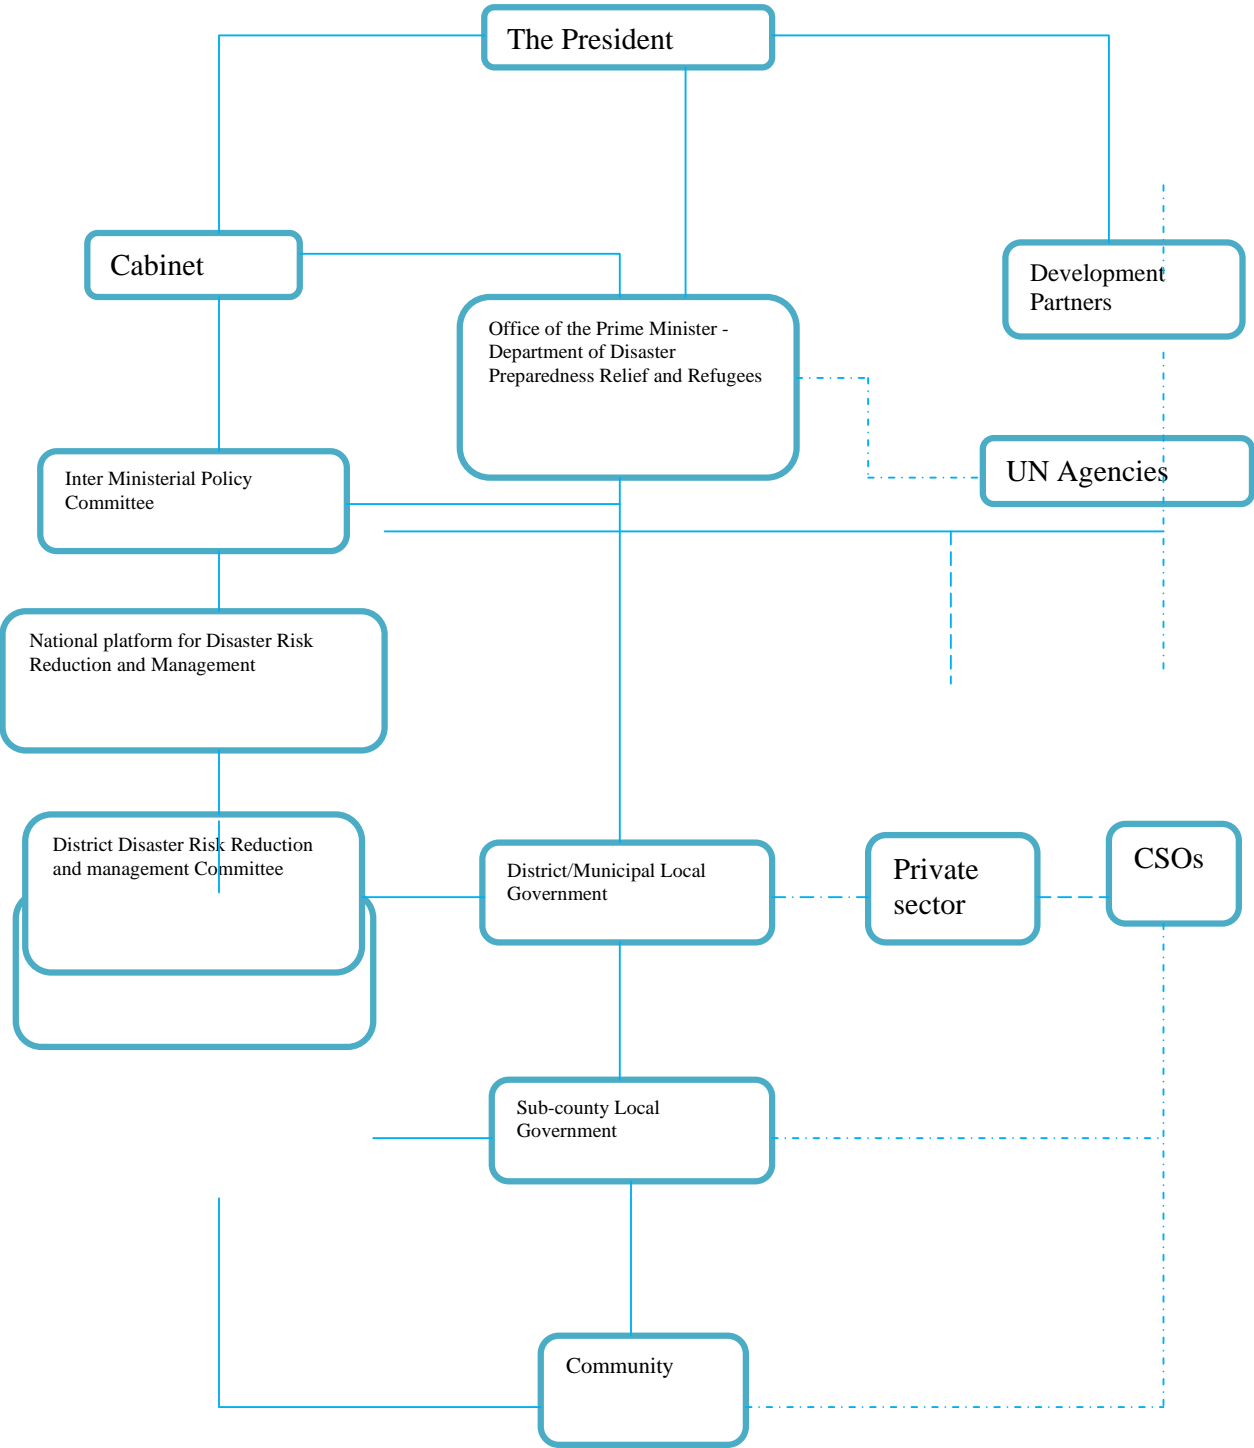 The President
Cabinet
Development
Partners
Office of the Prime Minister -
Department of Disaster
Preparedness Relief and Refugees
Inter Ministerial Policy
Committee
UN Agencies
National platform for Disaster Risk
Reduction and Management
District Disaster Risk Reduction
and management Committee
District/Municipal Local
Government
Private
sector
CSOs
Sub-county Local
Government
Community